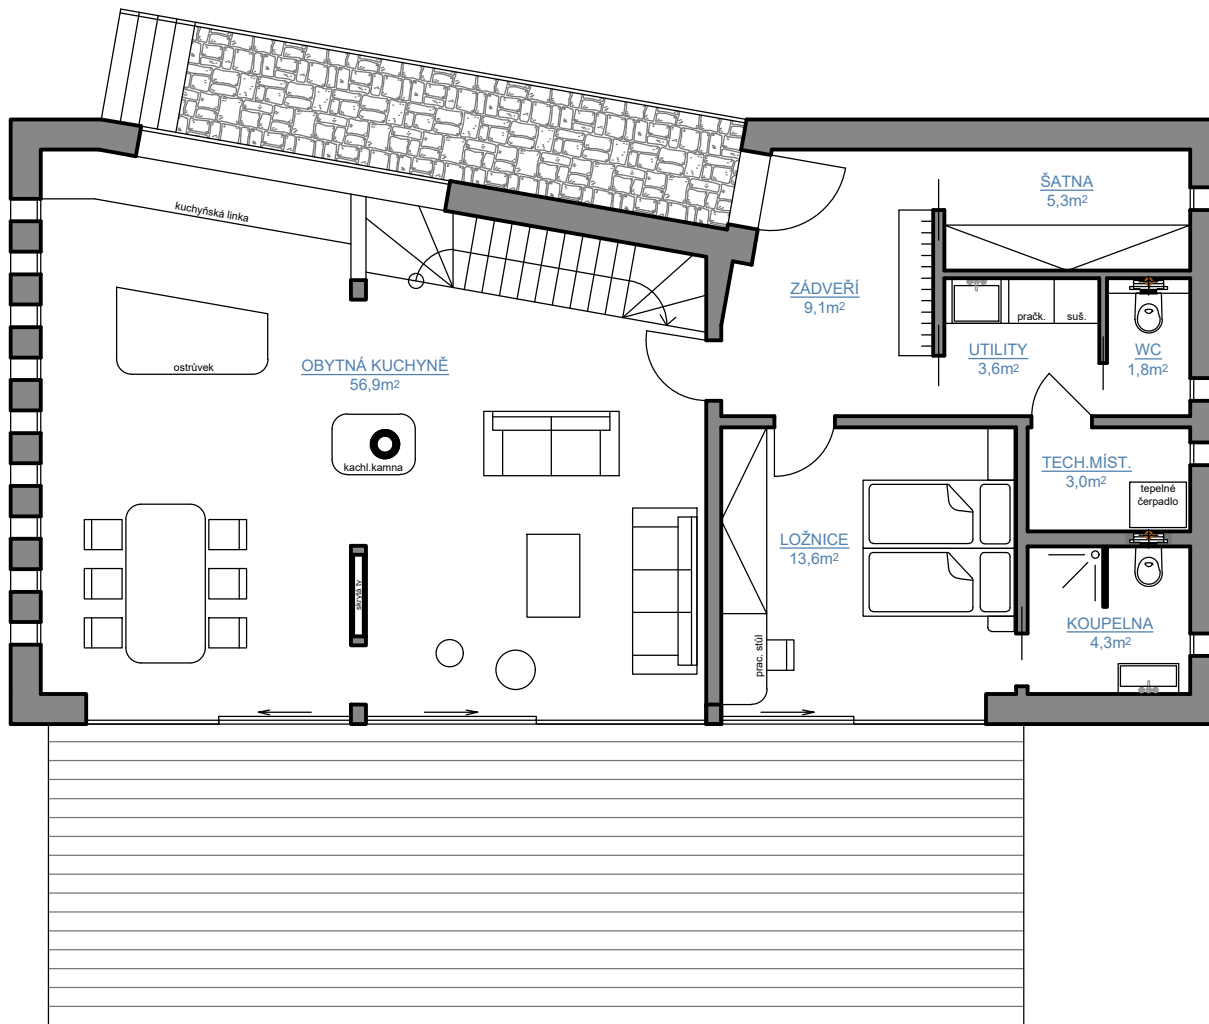 ŠATNA
5,3m²
kuchyňská linka
ZÁDVEŘÍ
9,1m²
pračk.
suš.
UTILITY
3,6m²
WC
1,8m²
ostrůvek
OBYTNÁ KUCHYNĚ
56,9m²
kachl.kamna
TECH.MÍST.
3,0m²
tepelné
čerpadlo
LOŽNICE
13,6m²
skrytá tv
KOUPELNA
4,3m²
prac. stůl